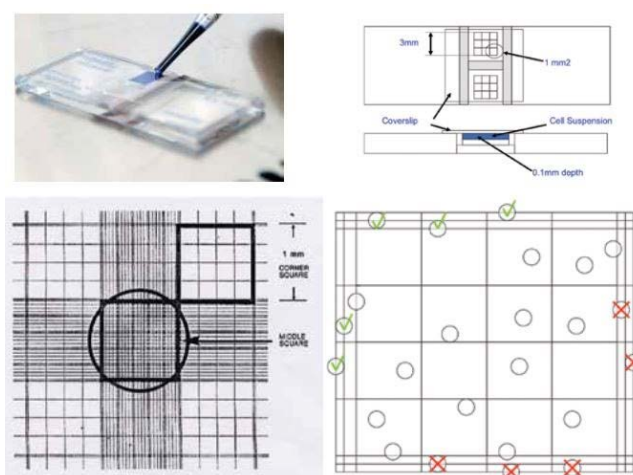 3mm
1 mm2
Coverslip
Cell Suspension
0.1mm depth
1 mm
CORNER
SQUARE
MIDDLE
SQUARE